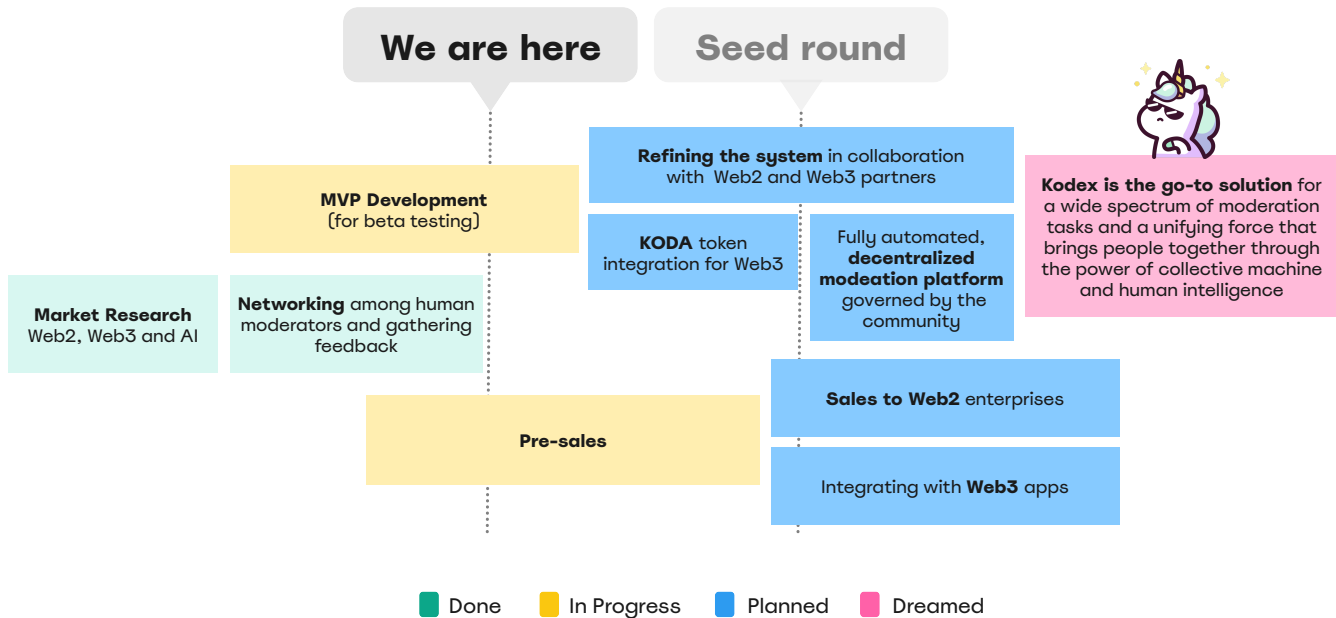 We are here
Seed round
Refining the system in collaboration
with Web2 and Web3 partners
MVP Development
(for beta testing)
KODA token
integration for Web3
Fully automated,
decentralized
modeation platform
governed by the
community
Kodex is the go-to solution for
a wide spectrum of moderation
tasks and a unifying force that
brings people together through
the power of collective machine
and human intelligence
Market Research
Web2, Web3 and AI
Networking among human
moderators and gathering
feedback
Pre-sales
Sales to Web2 enterprises
Integrating with Web3 apps
Done
In Progress
Planned
Dreamed